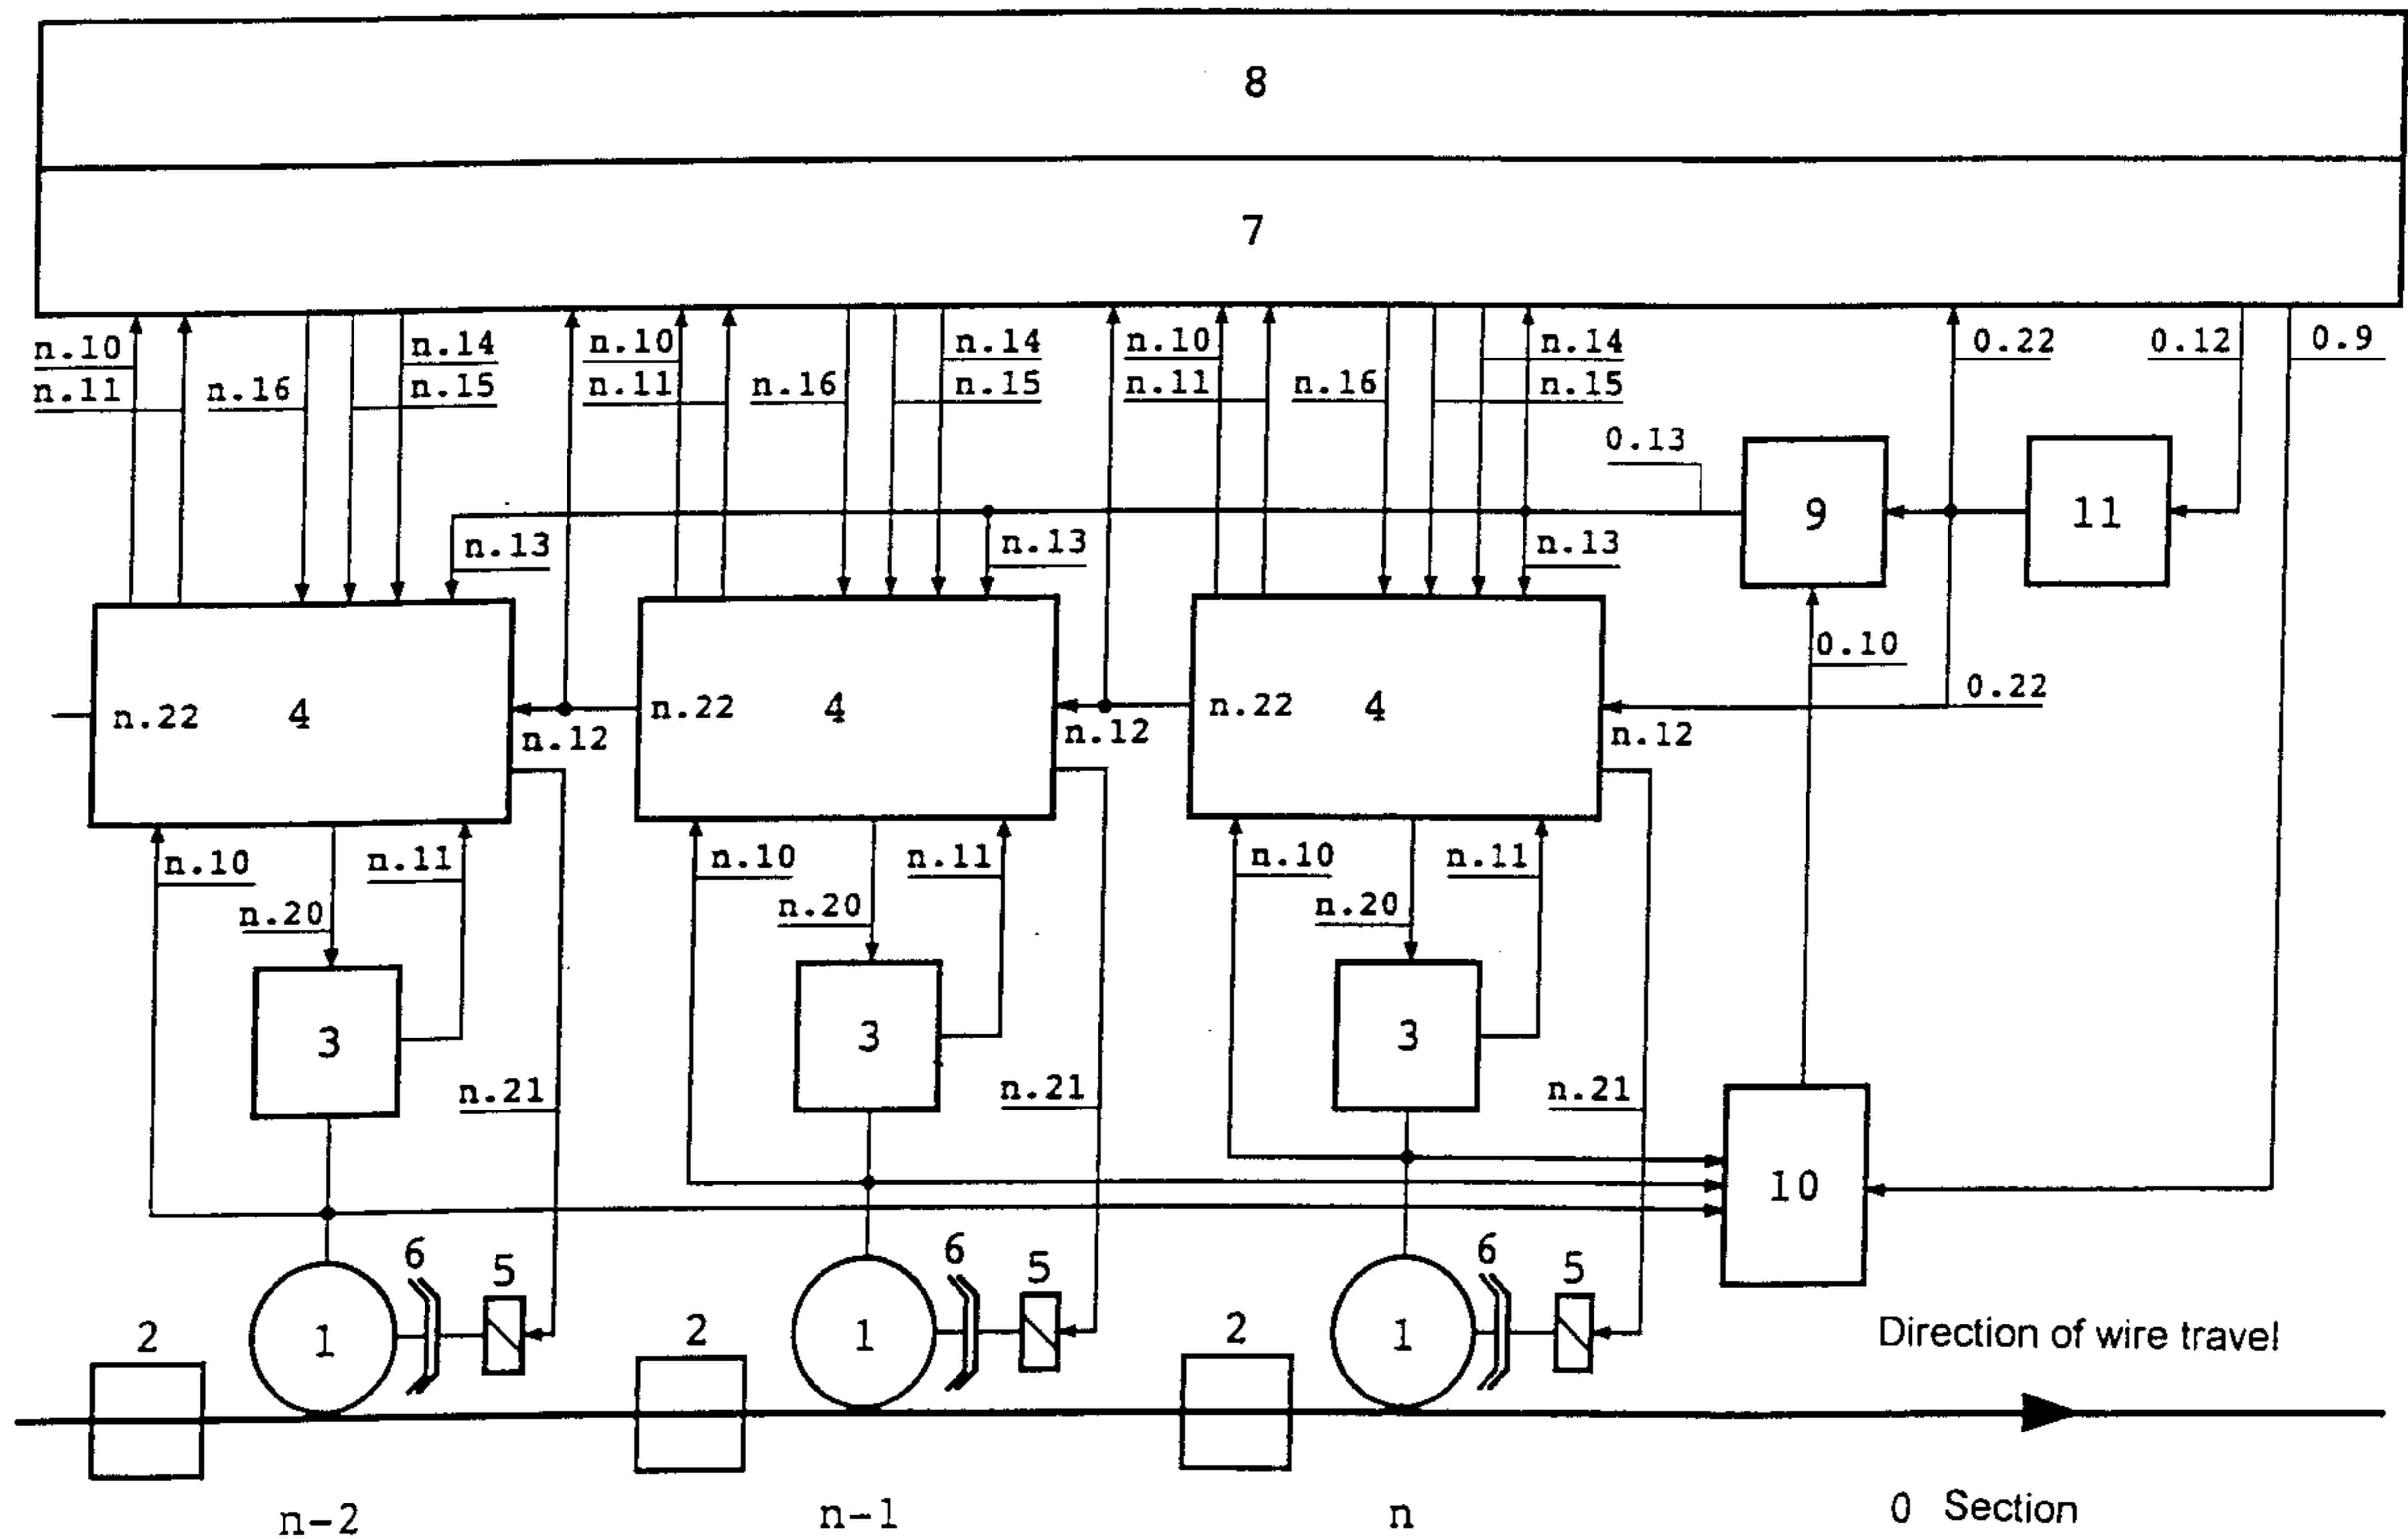 8
7
n.10 n.14 n.10 n.14 n.10 n.14 0.22 0.12 0.9
n.11 n.16 n.15 n.11 n.16 n.15 n.11 n.16 n.15
0.13
9 11
n.13 n.13 n.13
0.10
n.22 4 n.22 4 n.22 4 0.22
n.12 n.12 n.12
n.10 n.11 n.10 n.11 n.10 n.11
n.20 n.20 n.20
3 3 3
n.21 n.21 n.21
10
6 5 6 5 6 5
2 1 2 1 2 1 Direction of wire travel
n-2 n-1 n 0 Section